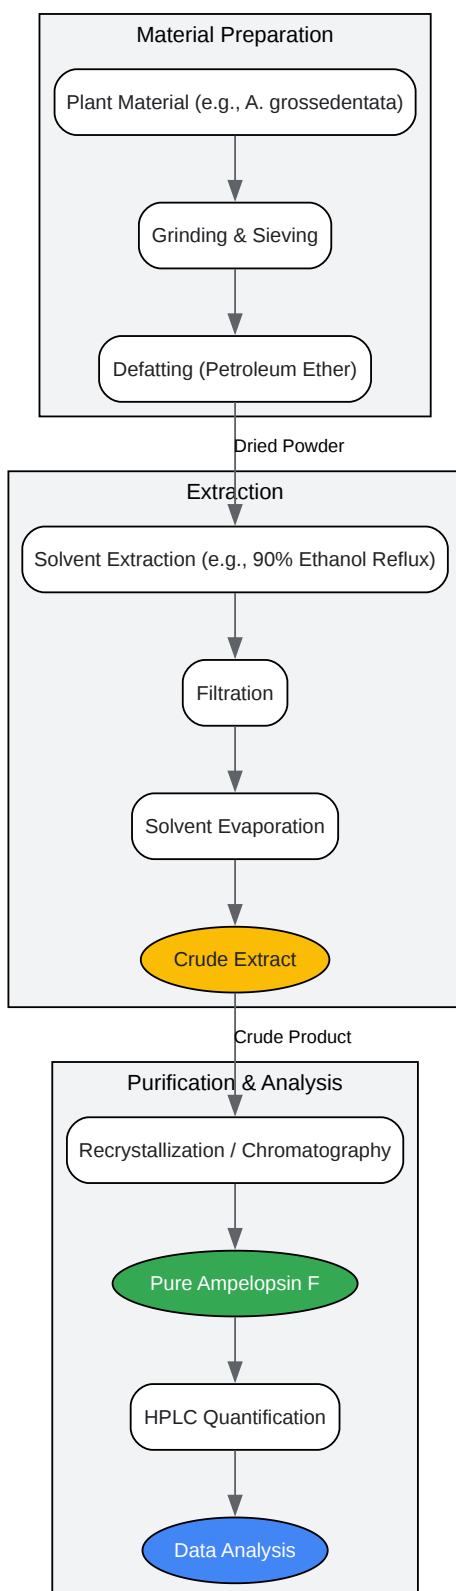 Material Preparation
Plant Material (e.g., A. grossedentata)
Grinding & Sieving
Defatting (Petroleum Ether)
Dried Powder
Extraction
Solvent Extraction (e.g., 90% Ethanol Reflux)
Filtration
Solvent Evaporation
Crude Extract
Crude Product
Purification & Analysis
Recrystallization / Chromatography
Pure Ampelopsin F
HPLC Quantification
Data Analysis